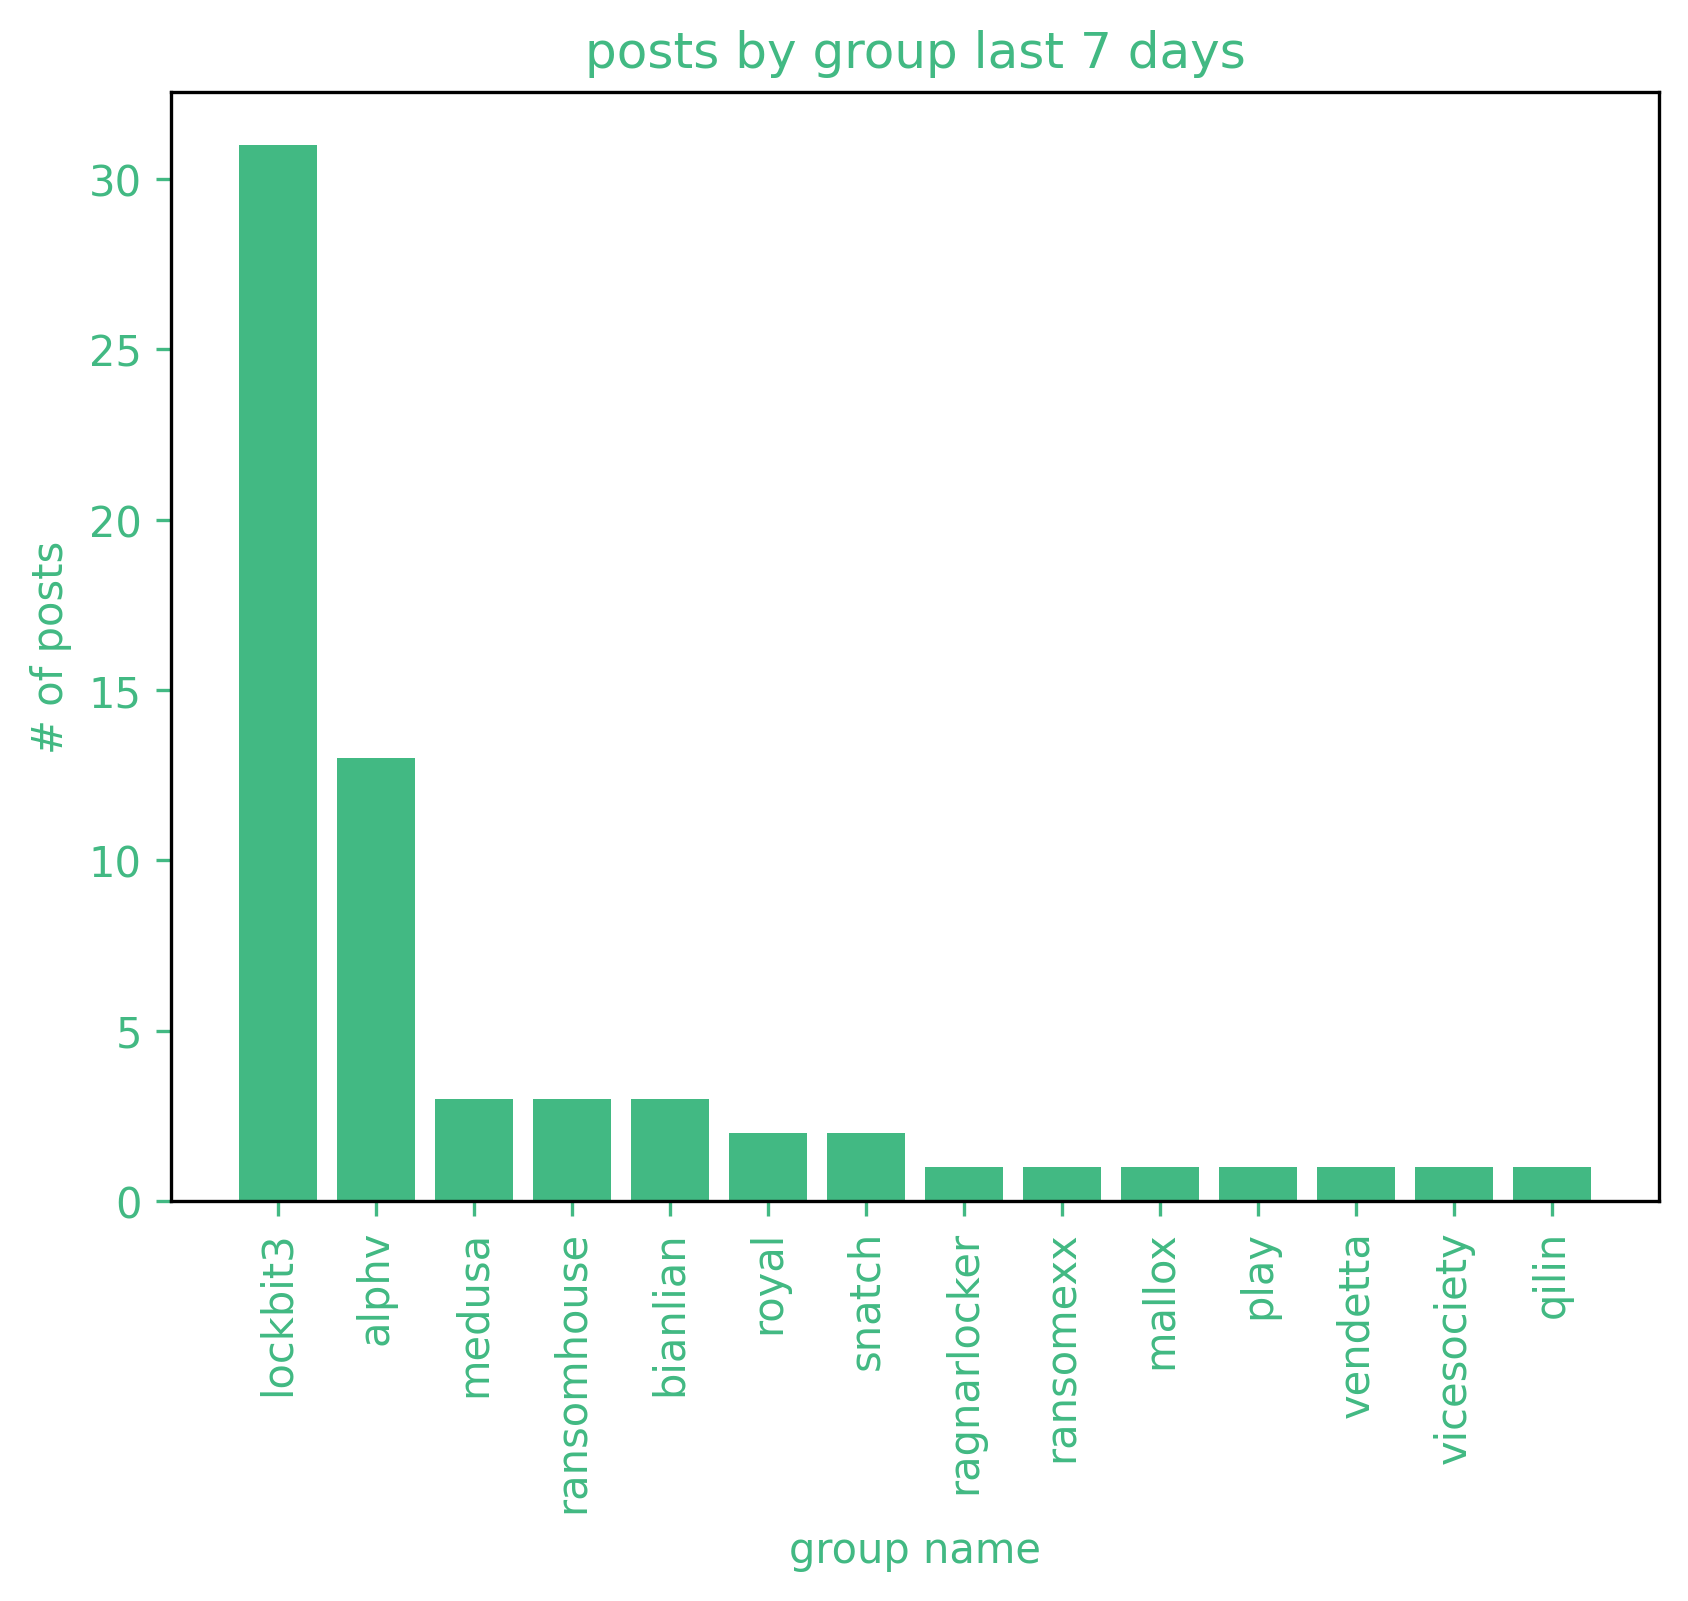 posts by group last 7 days
# of posts
30
25
20
15
10
5
0
lockbit3
alphv
medusa
ransomhouse
bianlian
royal
snatch
ragnarlocker
ransomexx
mallox
play
vendetta
vicesociety
qilin
group name